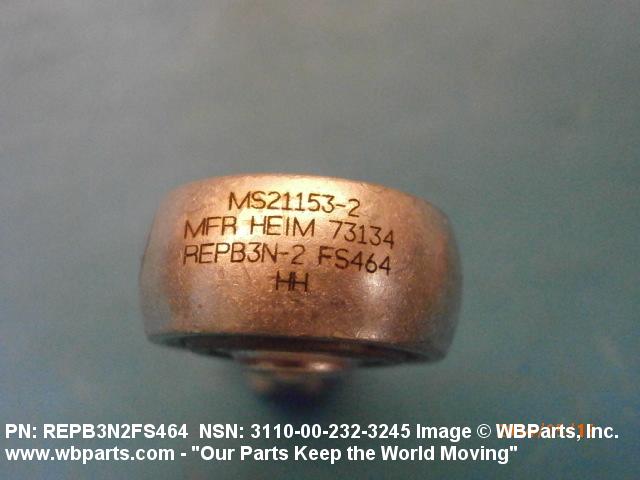 MS21153-2
MFR HEIM 73134
REPB3N-2 FS464
HH
PN: REPB3N2FS464 NSN: 3110-00-232-3245 Image © WBParts, Inc.
www.wbparts.com - "Our Parts Keep the World Moving"